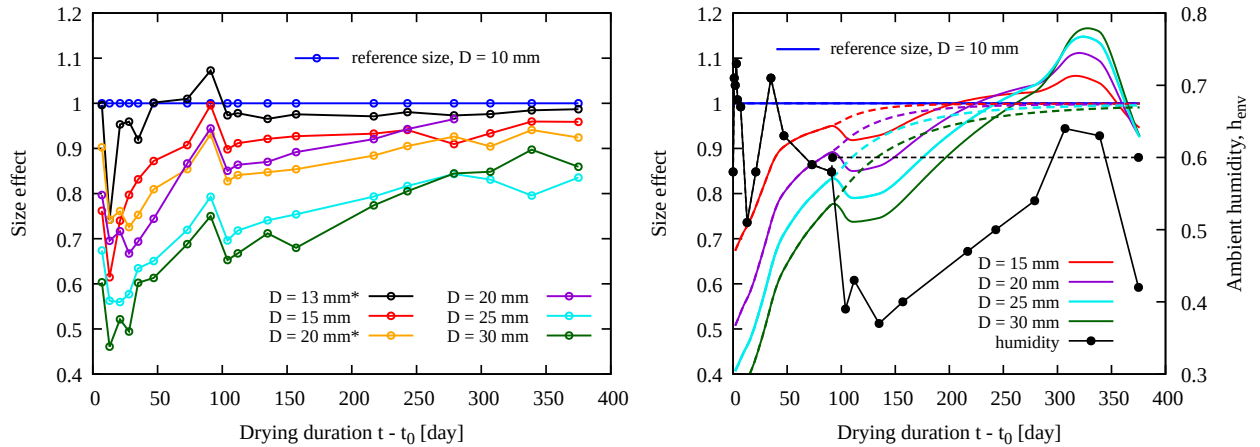 1.2
1.1
1
0.9
0.8
0.7
0.6
0.5
0.4
Size effect
reference size, D = 10 mm
D = 13 mm*
D = 15 mm
D = 20 mm*
D = 20 mm
D = 25 mm
D = 30 mm
0 50 100 150 200 250 300 350 400
Drying duration t - t0 [day]
1.2
1.1
1
0.9
0.8
0.7
0.6
0.5
0.4
Size effect
reference size, D = 10 mm
D = 15 mm
D = 20 mm
D = 25 mm
D = 30 mm
humidity
0.8
0.7
0.6
0.5
0.4
0.3
Ambient humidity, henv
0 50 100 150 200 250 300 350 400
Drying duration t - t0 [day]